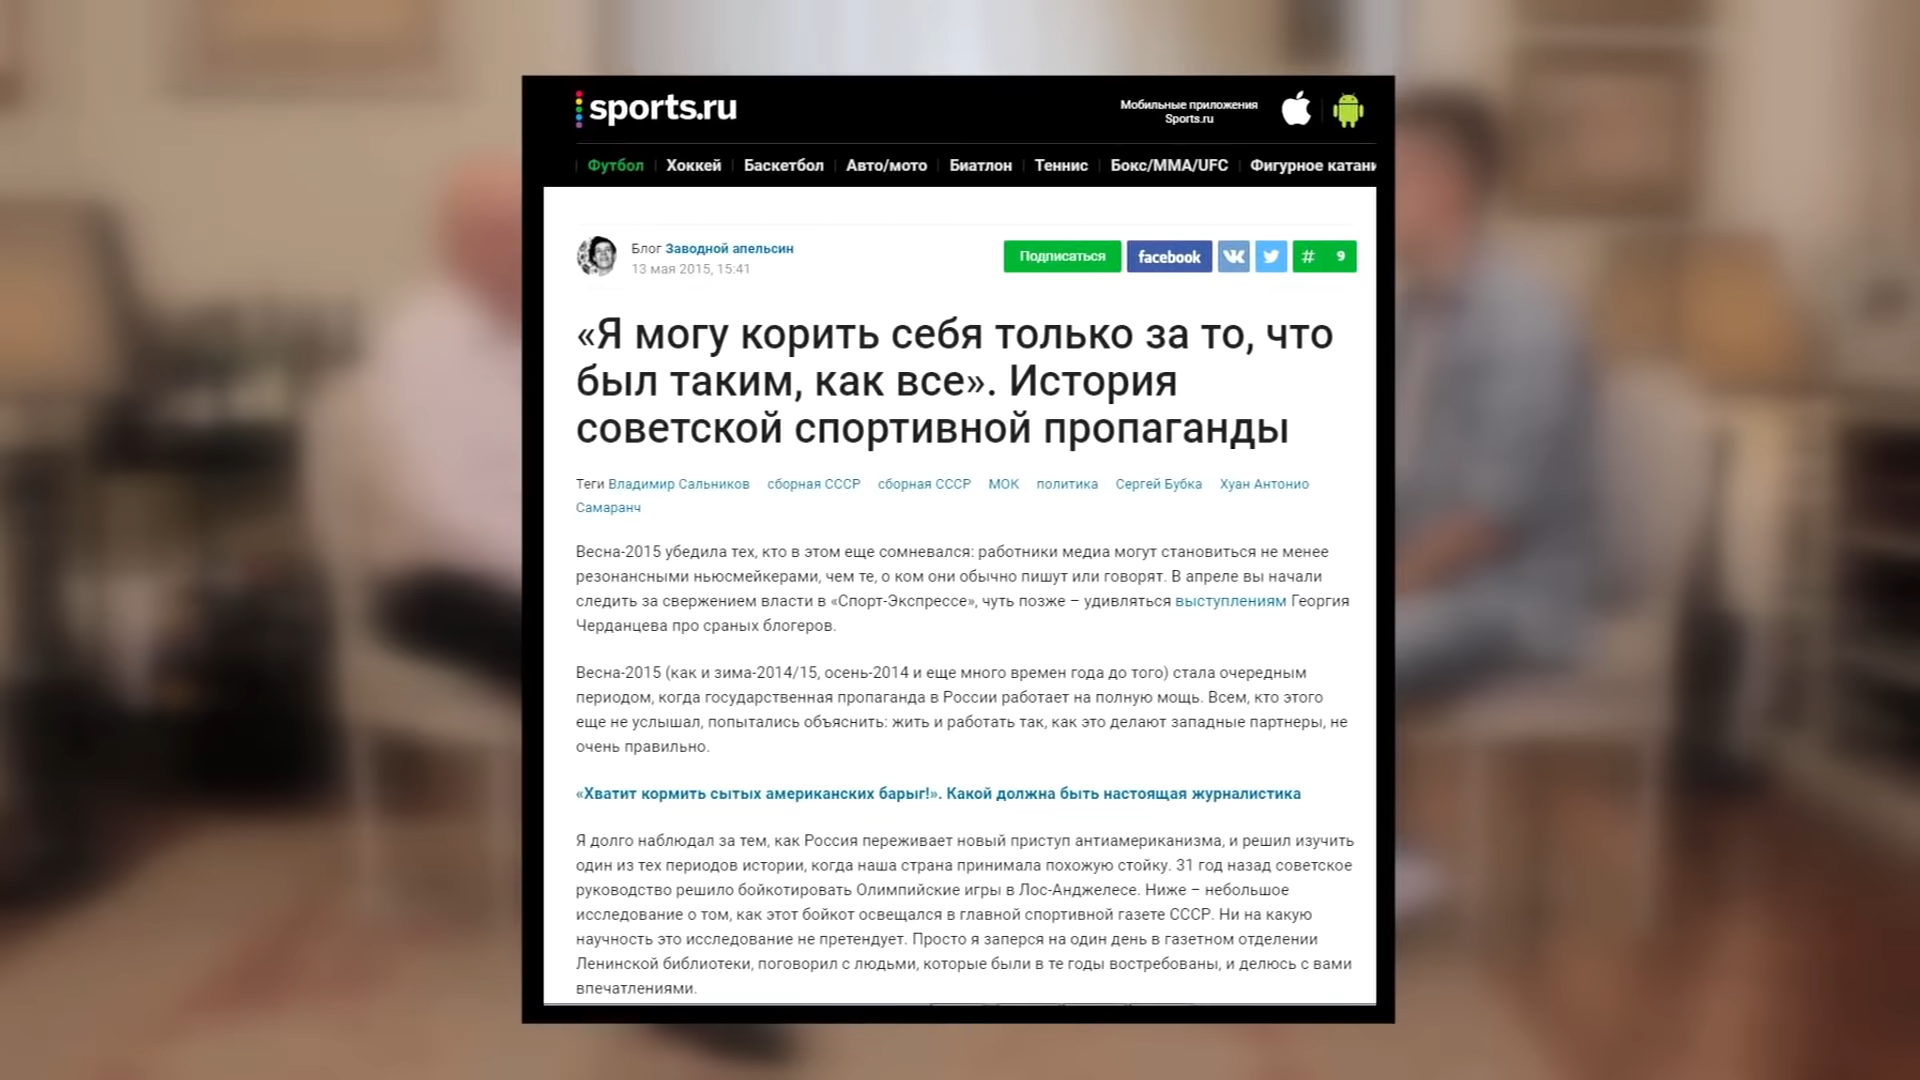 sports.ru
Мобильные приложения
Sports.ru
Футбол Хоккей Баскетбол Авто/мото Биатлон Теннис Бокс/MMA/UFC Фигурное катани
Блог Заводной апельсин
13 мая 2015, 15:41
Подписаться facebook # 9
«Я могу корить себя только за то, что
был таким, как все». История
советской спортивной пропаганды
Теги Владимир Сальников сборная СССР сборная СССР МОК политика Сергей Бубка Хуан Антонио
Самаранч
Весна-2015 убедила тех, кто в этом еще сомневался: работники медиа могут становиться не менее
резонансными ньюсмейкерами, чем те, о ком они обычно пишут или говорят. В апреле вы начали
следить за свержением власти в «Спорт-Экспрессе», чуть позже – удивляться выступлениям Георгия
Черданцева про сраных блогеров.
Весна-2015 (как и зима-2014/15, осень-2014 и еще много времен года до того) стала очередным
периодом, когда государственная пропаганда в России работает на полную мощь. Всем, кто этого
еще не услышал, попытались объяснить: жить и работать так, как это делают западные партнеры, не
очень правильно.
«Хватит кормить сытых американских барыг!». Какой должна быть настоящая журналистика
Я долго наблюдал за тем, как Россия переживает новый приступ антиамериканизма, и решил изучить
один из тех периодов истории, когда наша страна принимала похожую стойку. 31 год назад советское
руководство решило бойкотировать Олимпийские игры в Лос-Анджелесе. Ниже – небольшое
исследование о том, как этот бойкот освещался в главной спортивной газете СССР. Ни на какую
научность это исследование не претендует. Просто я заперся на один день в газетном отделении
Ленинской библиотеки, поговорил с людьми, которые были в те годы востребованы, и делюсь с вами
впечатлениями.